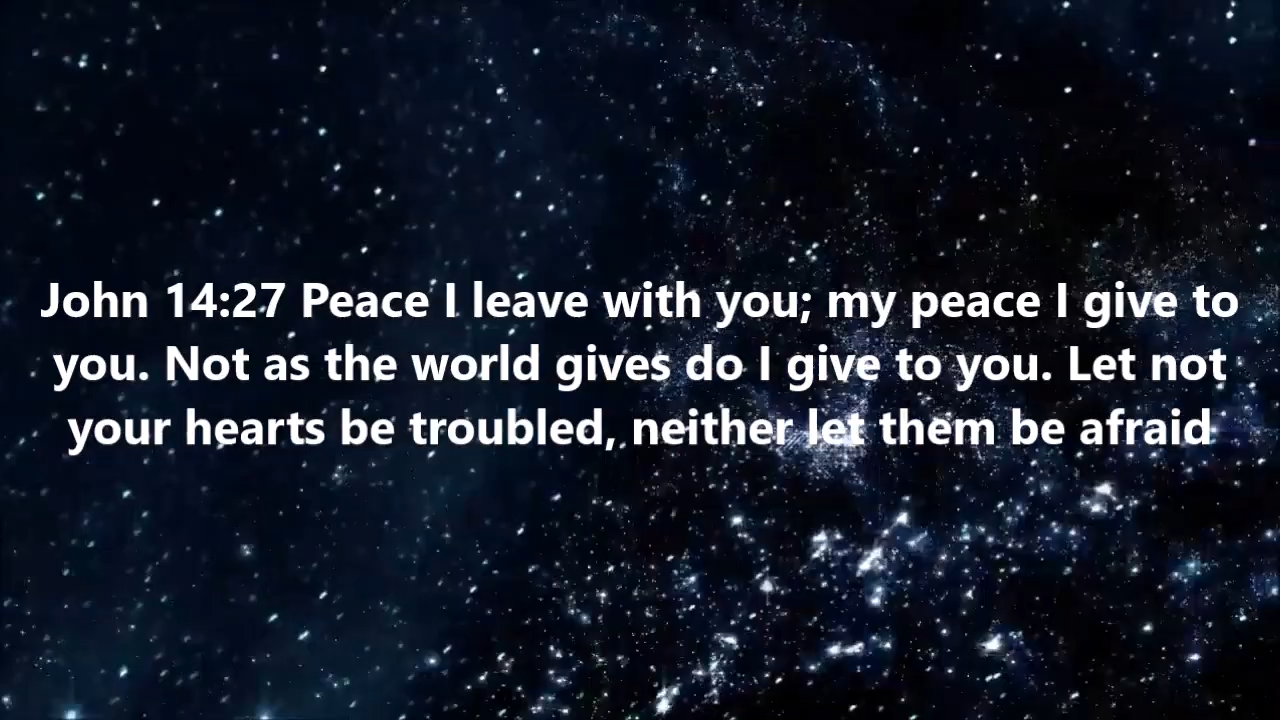 John 14:27 Peace I leave with you; my peace I give to
you. Not as the world gives do I give to you. Let not
your hearts be troubled, neither let them be afraid